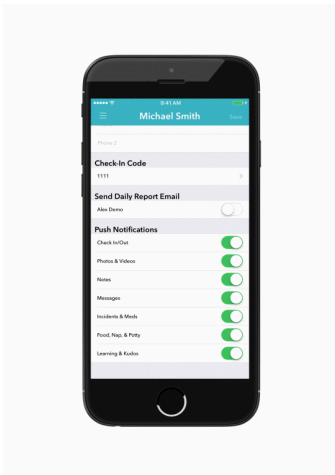 9:41 AM
Michael Smith
Save
Phone 2
Check-In Code
1111
Send Daily Report Email
Alex Demo
Push Notifications
Check In/Out
Photos & Videos
Notes
Messages
Incidents & Meds
Food, Nap, & Potty
Learning & Kudos